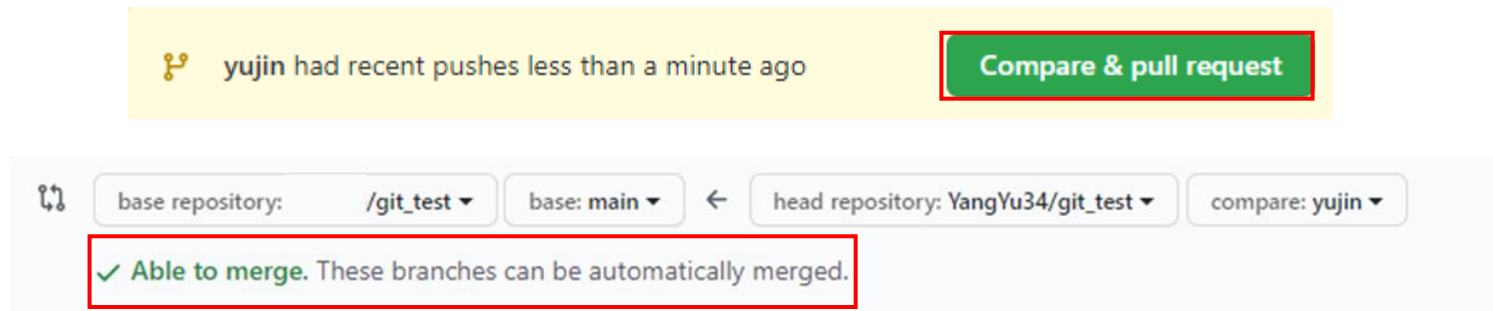 yujin had recent pushes less than a minute ago Compare & pull request
base repository: /git_test base: main head repository: YangYu34/git_test compare: yujin
Able to merge. These branches can be automatically merged.